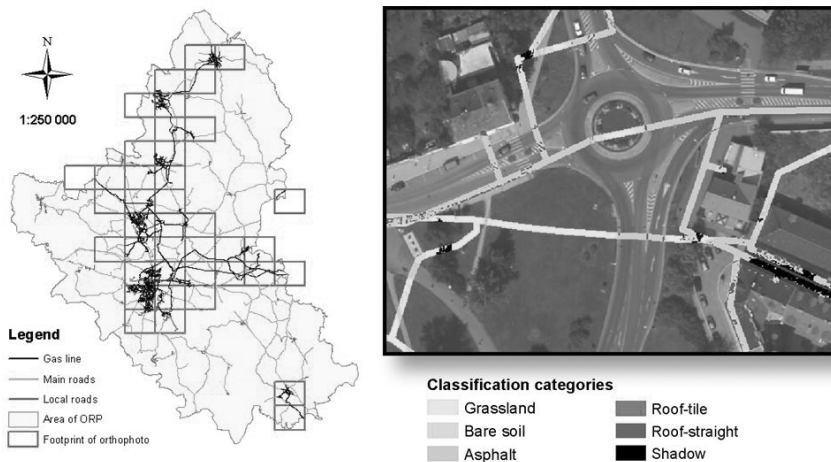 N
1:250 000
Legend
Gas line
Main roads
Local roads
Area of ORP
Footprint of orthophoto
Classification categories
Grassland
Bare soil
Asphalt
Roof-tile
Roof-straight
Shadow